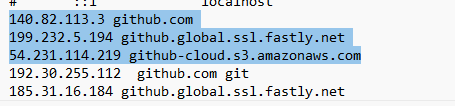 # ::1 localhost
140.82.113.3 github.com
199.232.5.194 github.global.ssl.fastly.net
54.231.114.219 github-cloud.s3.amazonaws.com
192.30.255.112 github.com git
185.31.16.184 github.global.ssl.fastly.net